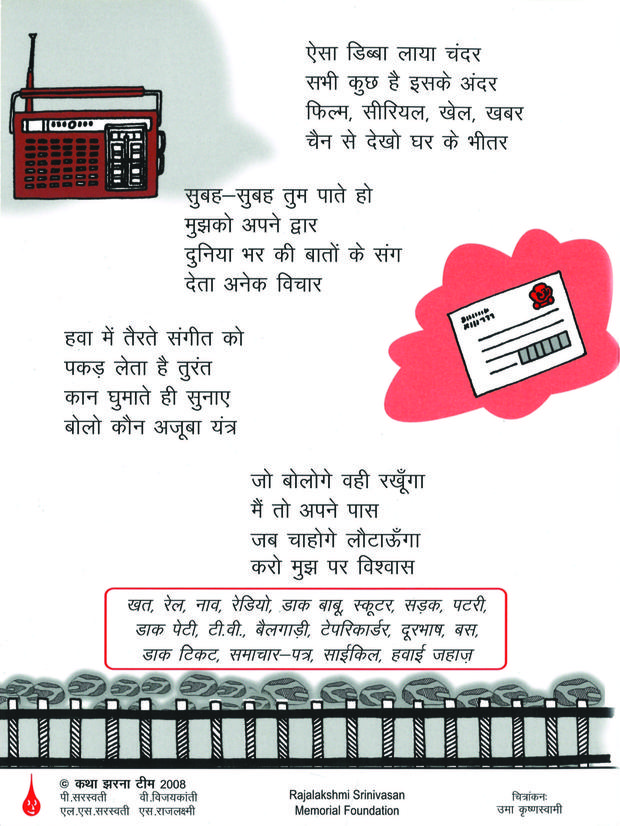 ऐसा डिब्बा लाया चंदर
सभी कुछ है इसके अंदर
फिल्म, सीरियल, खेल, खबर
चैन से देखो घर के भीतर
सुबह–सुबह तुम पाते हो
मुझको अपने द्वार
दुनिया भर की बातों के संग
देता अनेक विचार
हवा में तैरते संगीत को
पकड़ लेता है तुरंत
कान घुमाते ही सुनाए
बोलो कौन अजूबा यंत्र
जो बोलोगे वही रखूँगा
मैं तो अपने पास
जब चाहोगे लौटाऊँगा
करो मुझ पर विश्वास
खत, रेल, नाव, रेडियो, डाक बाबू, स्कूटर, सड़क, पटरी,
डाक पेटी, टी.वी., बैलगाड़ी, टेपरिकार्डर, दूरभाष, बस,
डाक टिकट, समाचार–पत्र, साईकिल, हवाई जहाज़
© कथा झरना टीम 2008
पी.सरस्वती वी.विजयकांती
एल.एस.सरस्वती एस.राजलक्ष्मी
Rajalakshmi Srinivasan
Memorial Foundation
चित्रांकनः
उमा कृष्णस्वामी